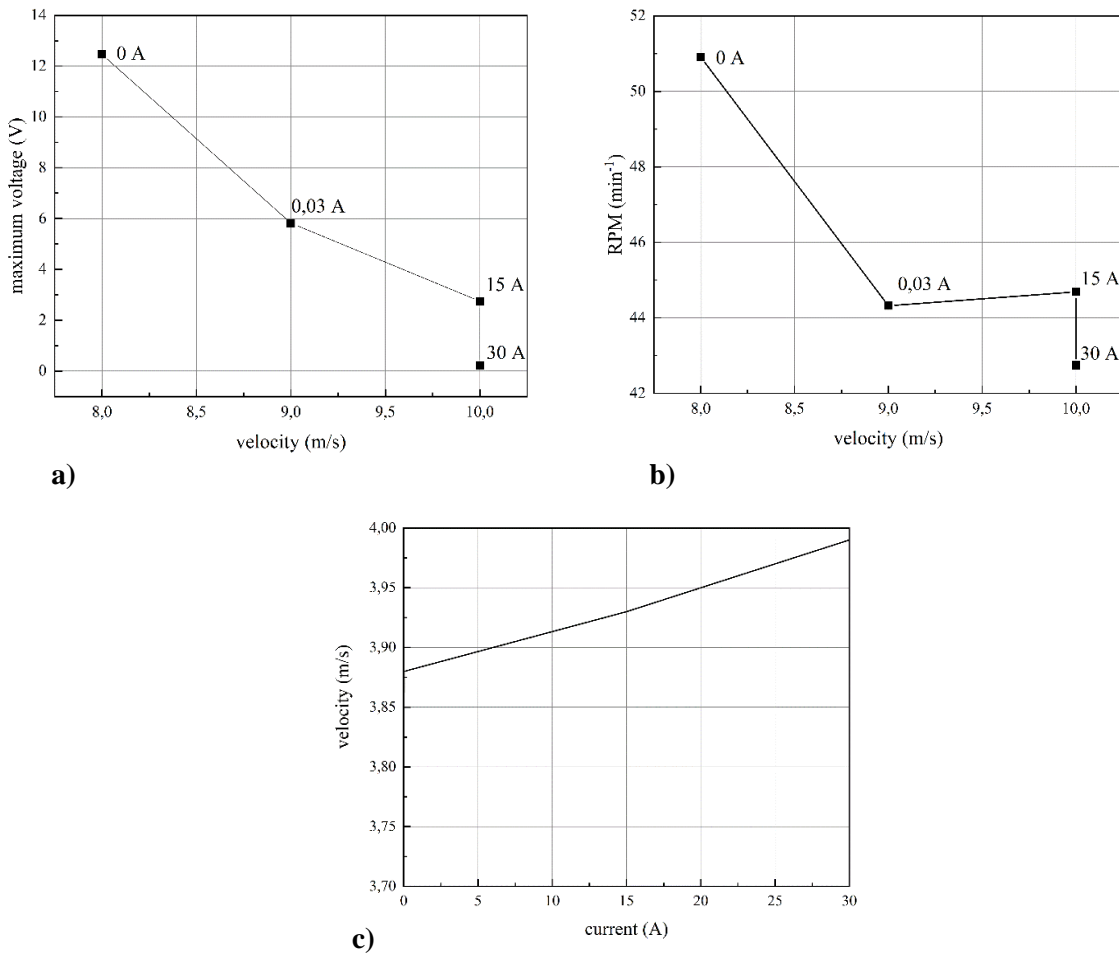 14
12
10
8
6
4
2
0
maximum voltage (V)
0 A
0,03 A
15 A
30 A
8,0 8,5 9,0 9,5 10,0
velocity (m/s)
a)
52
50
48
46
44
42
RPM (min⁻¹)
0 A
0,03 A
15 A
30 A
8,0 8,5 9,0 9,5 10,0
velocity (m/s)
b)
4,00
3,95
3,90
3,85
3,80
3,75
3,70
velocity (m/s)
0 5 10 15 20 25 30
current (A)
c)